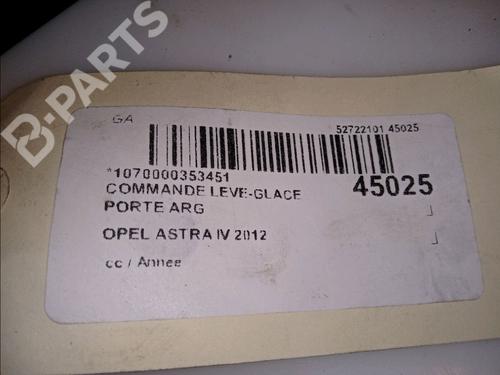 B-PARTS
GA
52722101 45025
*1070000353451
COMMANDE LEVE-GLACE
45025
PORTE ARG
OPEL ASTRA IV 2012
cc / Annee